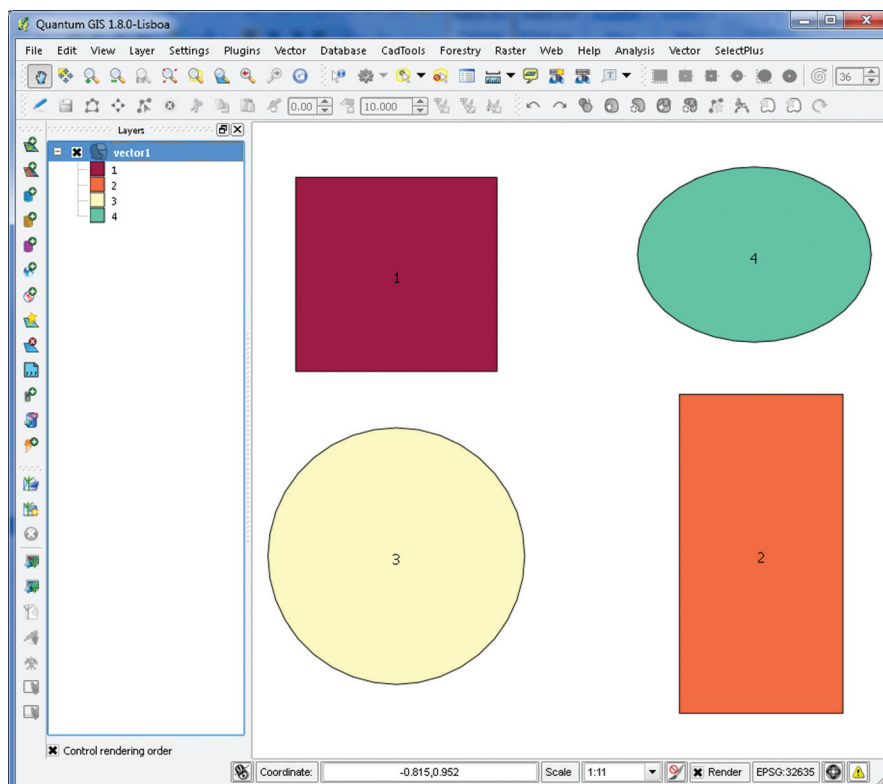 Quantum GIS 1.8.0-Lisboa
File Edit View Layer Settings Plugins Vector Database CadTools Forestry Raster Web Help Analysis Vector SelectPlus
36
0.00 10.000
Layers
vector1
1
2
3
4
1
4
3
2
Control rendering order
Coordinate: -0.815,0.952 Scale 1:11 Render EPSG:32635